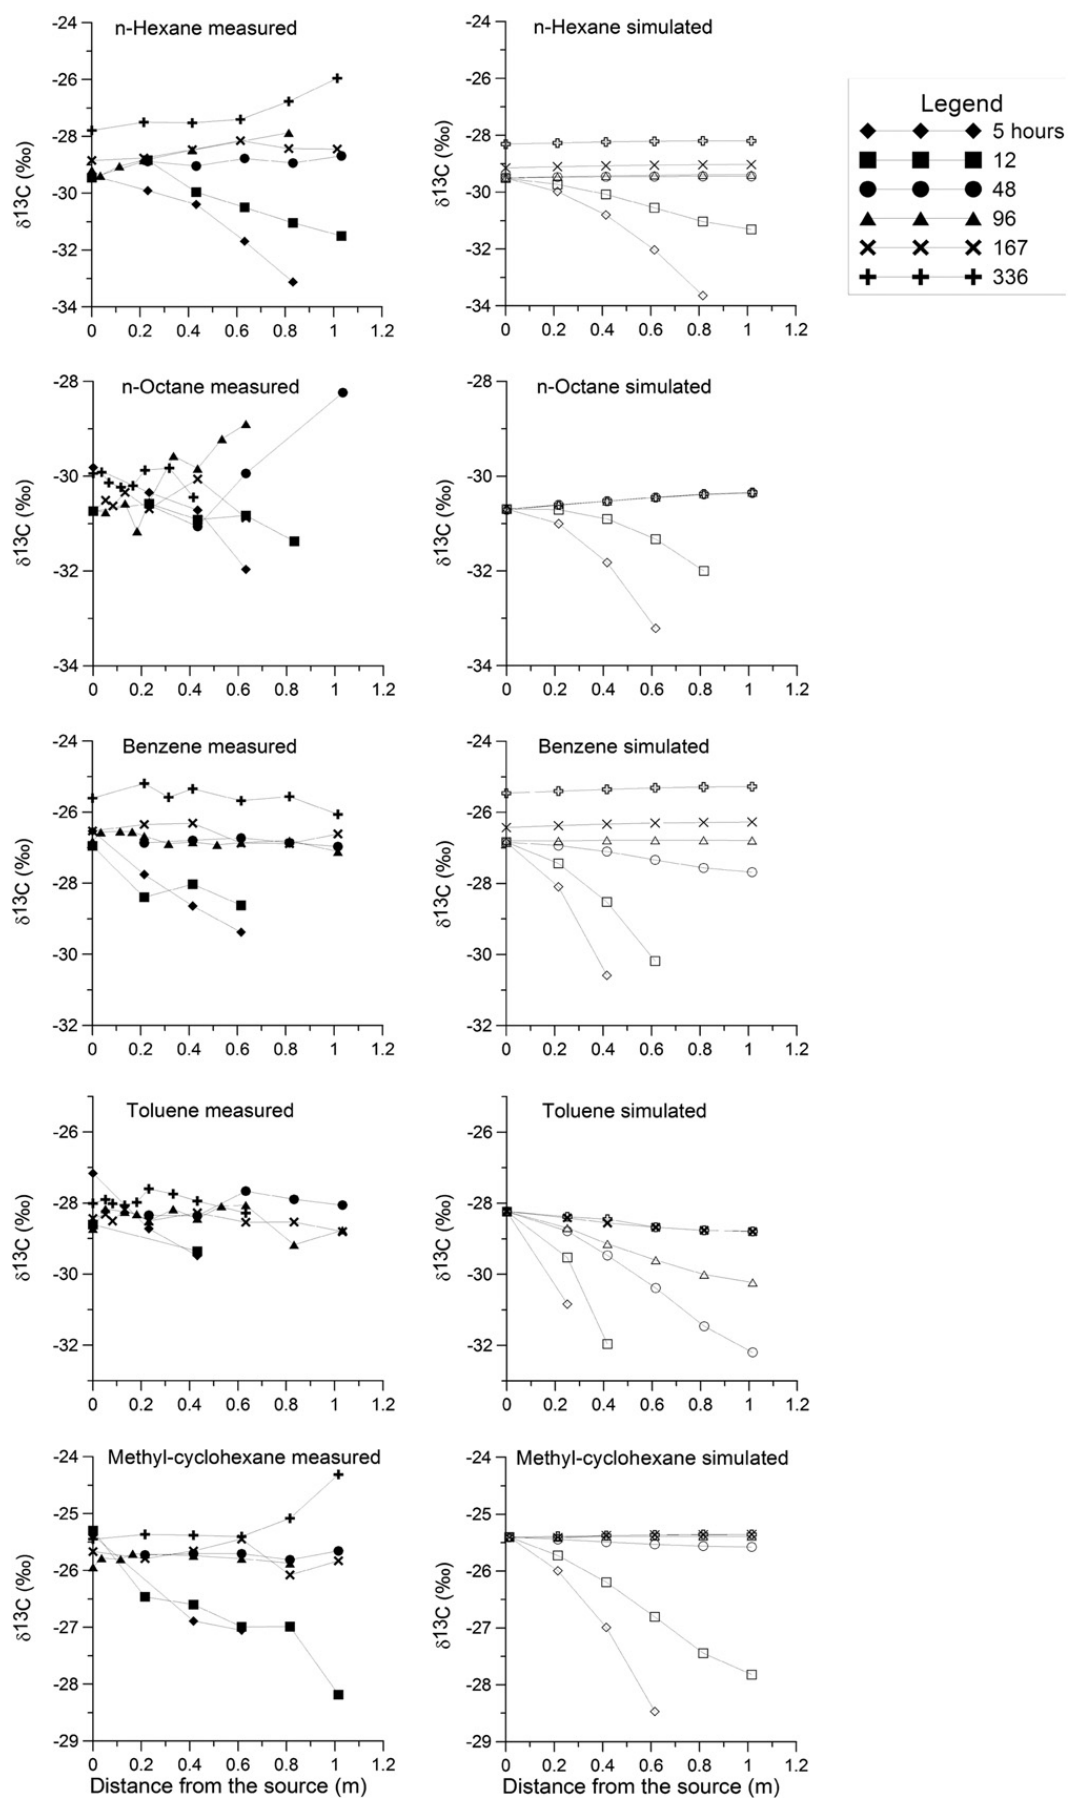 n-Hexane measured
-24
-26
-28
-30
-32
-34
δ13C (‰)
0 0.2 0.4 0.6 0.8 1 1.2
n-Hexane simulated
-24
-26
-28
-30
-32
-34
δ13C (‰)
0 0.2 0.4 0.6 0.8 1 1.2
Legend
5 hours
12
48
96
167
336
n-Octane measured
-28
-30
-32
-34
δ13C (‰)
0 0.2 0.4 0.6 0.8 1 1.2
n-Octane simulated
-28
-30
-32
-34
δ13C (‰)
0 0.2 0.4 0.6 0.8 1 1.2
Benzene measured
-24
-26
-28
-30
-32
δ13C (‰)
0 0.2 0.4 0.6 0.8 1 1.2
Benzene simulated
-24
-26
-28
-30
-32
δ13C (‰)
0 0.2 0.4 0.6 0.8 1 1.2
Toluene measured
-26
-28
-30
-32
δ13C (‰)
0 0.2 0.4 0.6 0.8 1 1.2
Toluene simulated
-26
-28
-30
-32
δ13C (‰)
0 0.2 0.4 0.6 0.8 1 1.2
Methyl-cyclohexane measured
-24
-25
-26
-27
-28
-29
δ13C (‰)
0 0.2 0.4 0.6 0.8 1 1.2
Distance from the source (m)
Methyl-cyclohexane simulated
-24
-25
-26
-27
-28
-29
δ13C (‰)
0 0.2 0.4 0.6 0.8 1 1.2
Distance from the source (m)